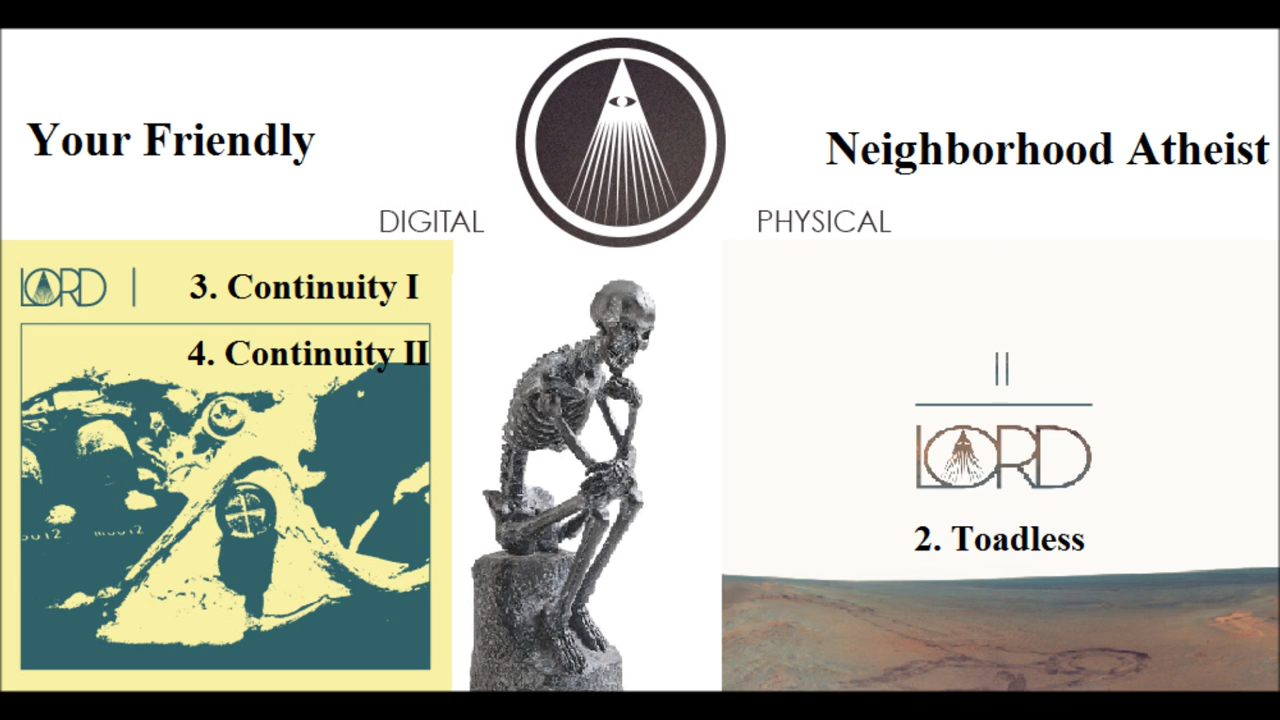 Your Friendly
Neighborhood Atheist
DIGITAL
PHYSICAL
LORD |
3. Continuity I
4. Continuity II
II
LORD
2. Toadless